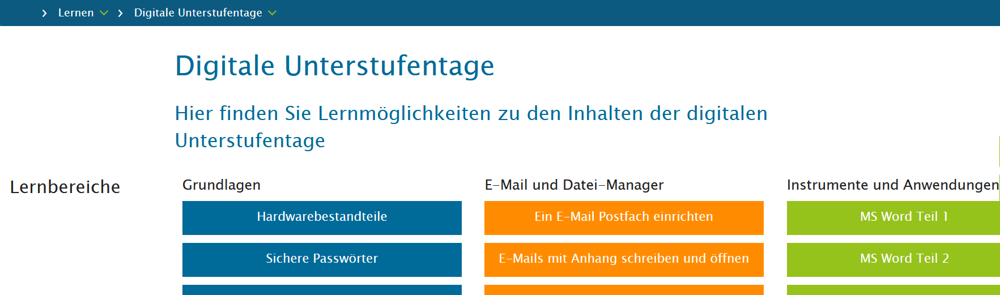 Lernen
Digitale Unterstufentage
Digitale Unterstufentage
Hier finden Sie Lernmöglichkeiten zu den Inhalten der digitalen
Unterstufentage
Lernbereiche
Grundlagen
Hardwarebestandteile
Sichere Passwörter
E-Mail und Datei-Manager
Ein E-Mail Postfach einrichten
E-Mails mit Anhang schreiben und öffnen
Instrumente und Anwendungen
MS Word Teil 1
MS Word Teil 2